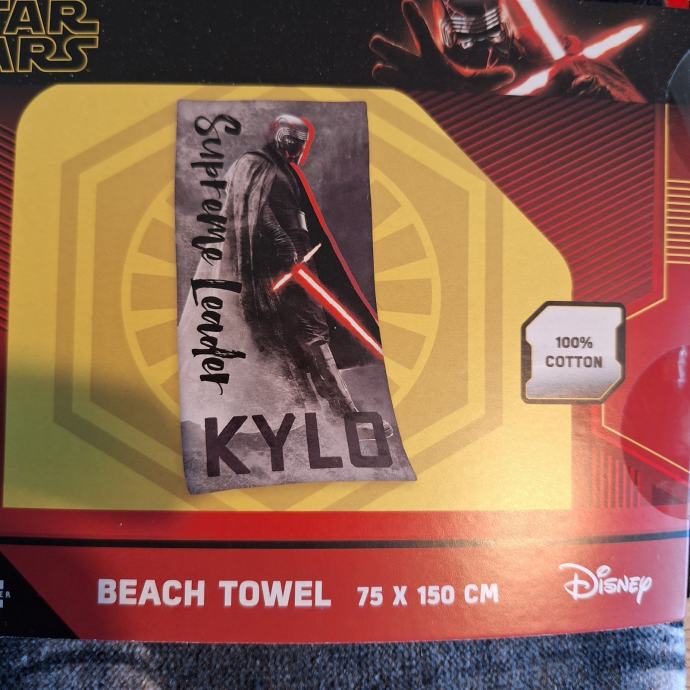 STAR
WARS
Supreme Leader
KYLO
100%
COTTON
BEACH TOWEL 75 X 150 CM
Disney